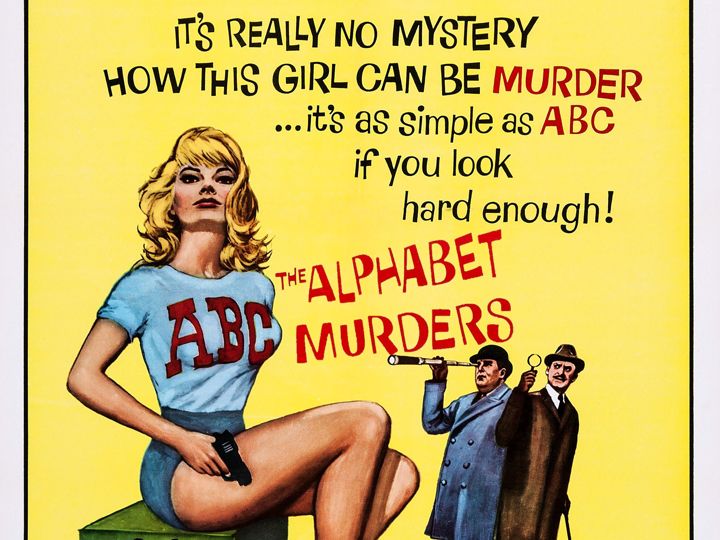 IT'S REALLY NO MYSTERY
HOW THIS GIRL CAN BE MURDER
...it's as simple as ABC
if you look
hard enough!
THE ALPHABET
MURDERS
ABC